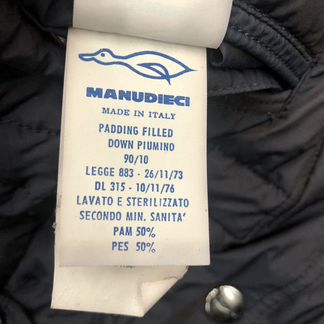 MANUDIECI
MADE IN ITALY
PADDING FILLED
DOWN PIUMINO
90/10
LEGGE 883 - 26/11/73
DL 315 - 10/11/76
LAVATO E STERILIZZATO
SECONDO MIN. SANITA'
PAM 50%
PES 50%